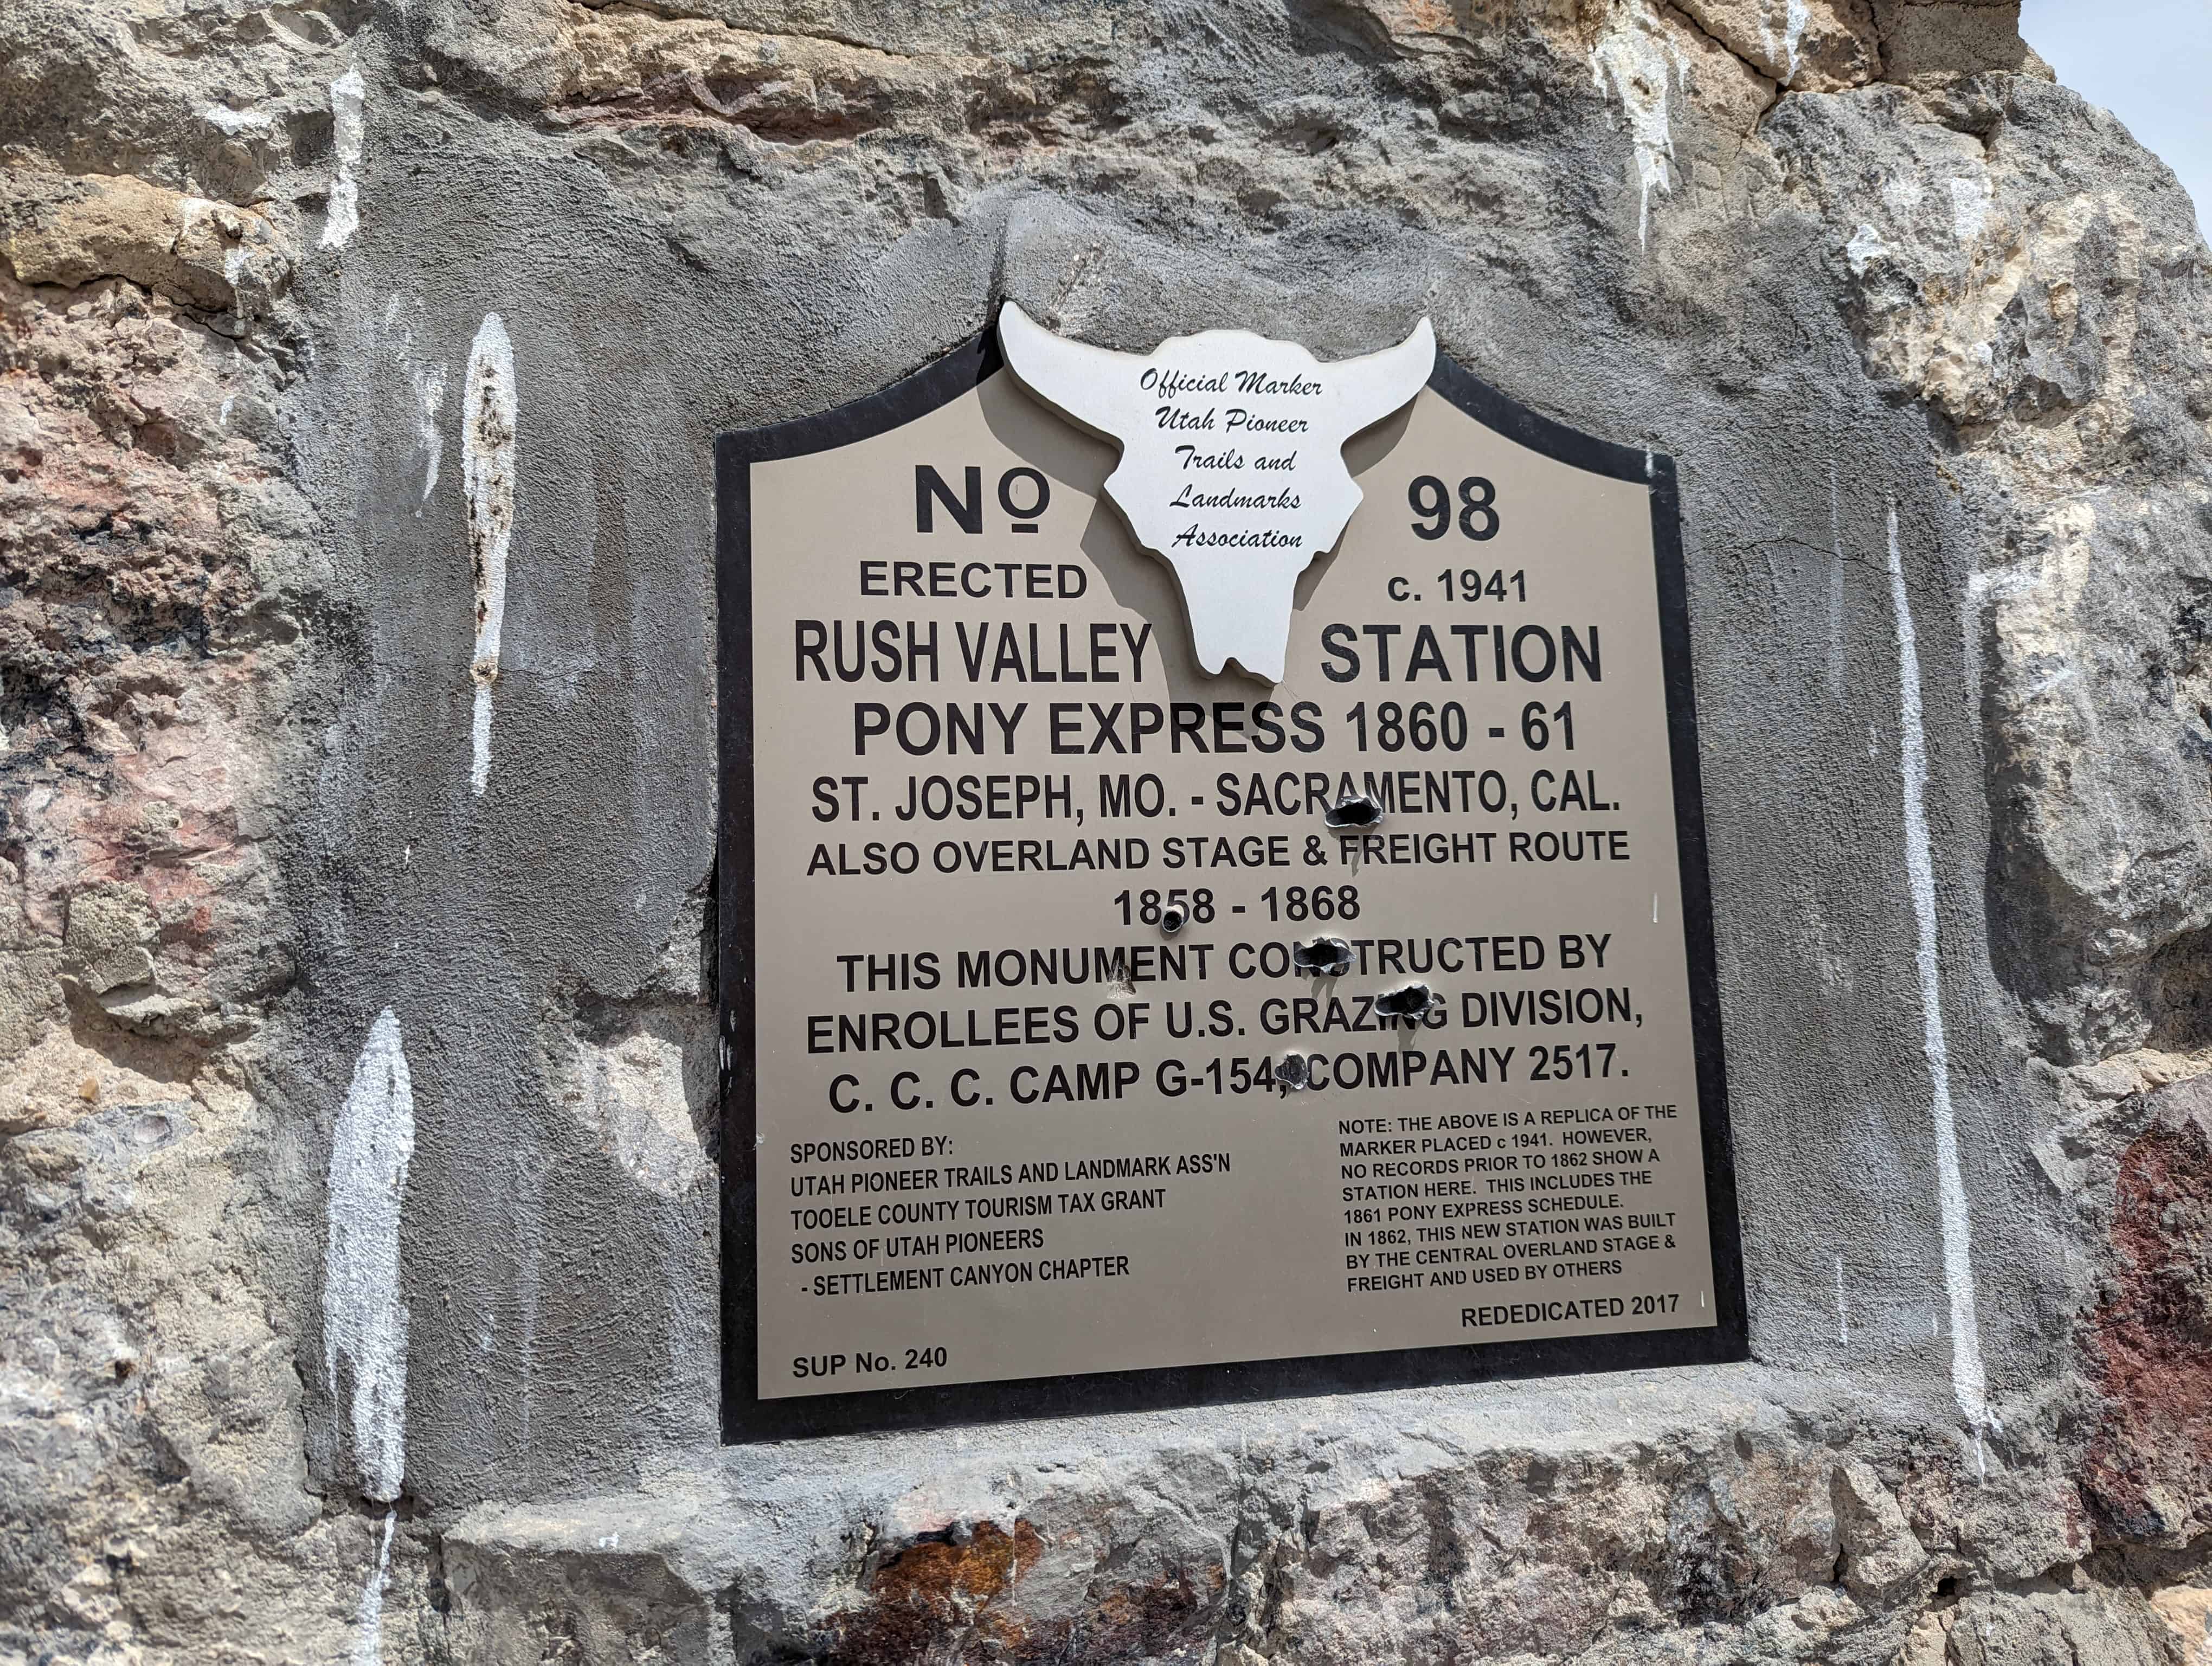 Official Marker
Utah Pioneer
Trails and
Landmarks
Association
Nº 98
ERECTED c. 1941
RUSH VALLEY STATION
PONY EXPRESS 1860 - 61
ST. JOSEPH, MO. - SACRAMENTO, CAL.
ALSO OVERLAND STAGE & FREIGHT ROUTE
1858 - 1868
THIS MONUMENT CONSTRUCTED BY
ENROLLEES OF U.S. GRAZING DIVISION,
C. C. C. CAMP G-154, COMPANY 2517.
SPONSORED BY:
UTAH PIONEER TRAILS AND LANDMARK ASS'N
TOOELE COUNTY TOURISM TAX GRANT
SONS OF UTAH PIONEERS
- SETTLEMENT CANYON CHAPTER
NOTE: THE ABOVE IS A REPLICA OF THE
MARKER PLACED c 1941. HOWEVER,
NO RECORDS PRIOR TO 1862 SHOW A
STATION HERE. THIS INCLUDES THE
1861 PONY EXPRESS SCHEDULE.
IN 1862, THIS NEW STATION WAS BUILT
BY THE CENTRAL OVERLAND STAGE &
FREIGHT AND USED BY OTHERS
REDEDICATED 2017
SUP No. 240